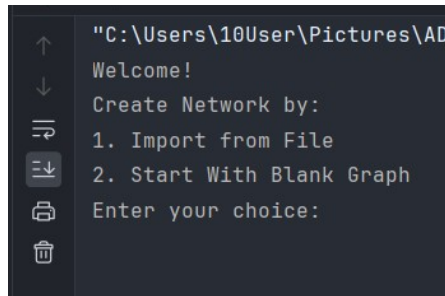 "C:\Users\10User\Pictures\AD
Welcome!
Create Network by:
1. Import from File
2. Start With Blank Graph
Enter your choice: